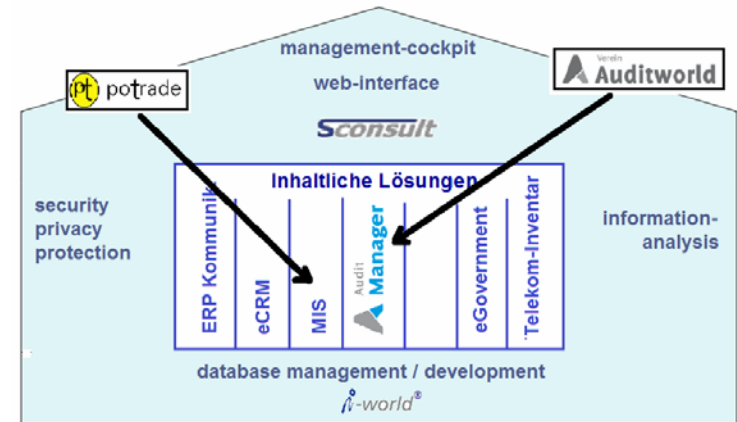 management-cockpit
web-interface
pt potrade
Verein
Auditworld
Sconsult
security
privacy
protection
Inhaltliche Lösungen
ERP Kommunik.
eCRM
MIS
Audit
Manager
eGovernment
Telekom-Inventar
information-
analysis
database management / development
i-world®